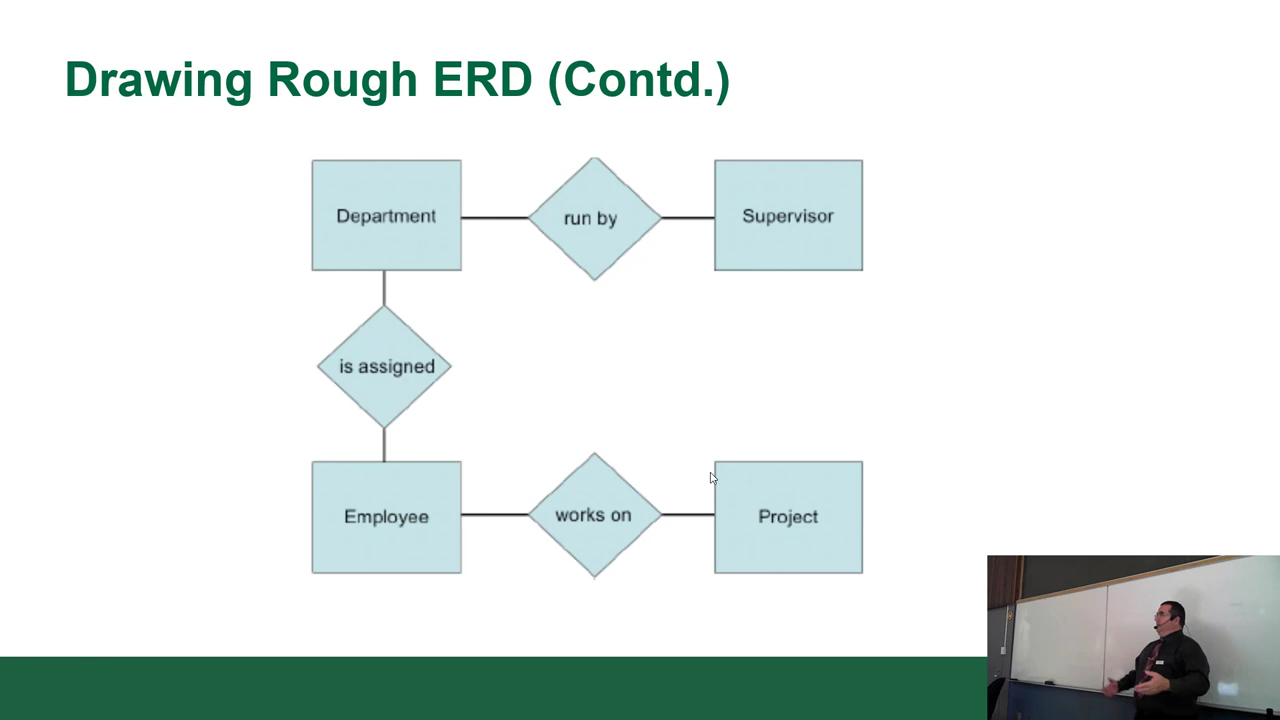 Drawing Rough ERD (Contd.)
Department
run by
Supervisor
is assigned
Employee
works on
Project